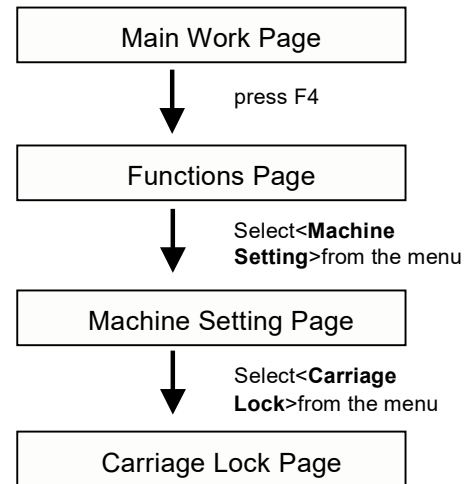 Main Work Page
press F4
Functions Page
Select<Machine
Setting>from the menu
Machine Setting Page
Select<Carriage
Lock>from the menu
Carriage Lock Page